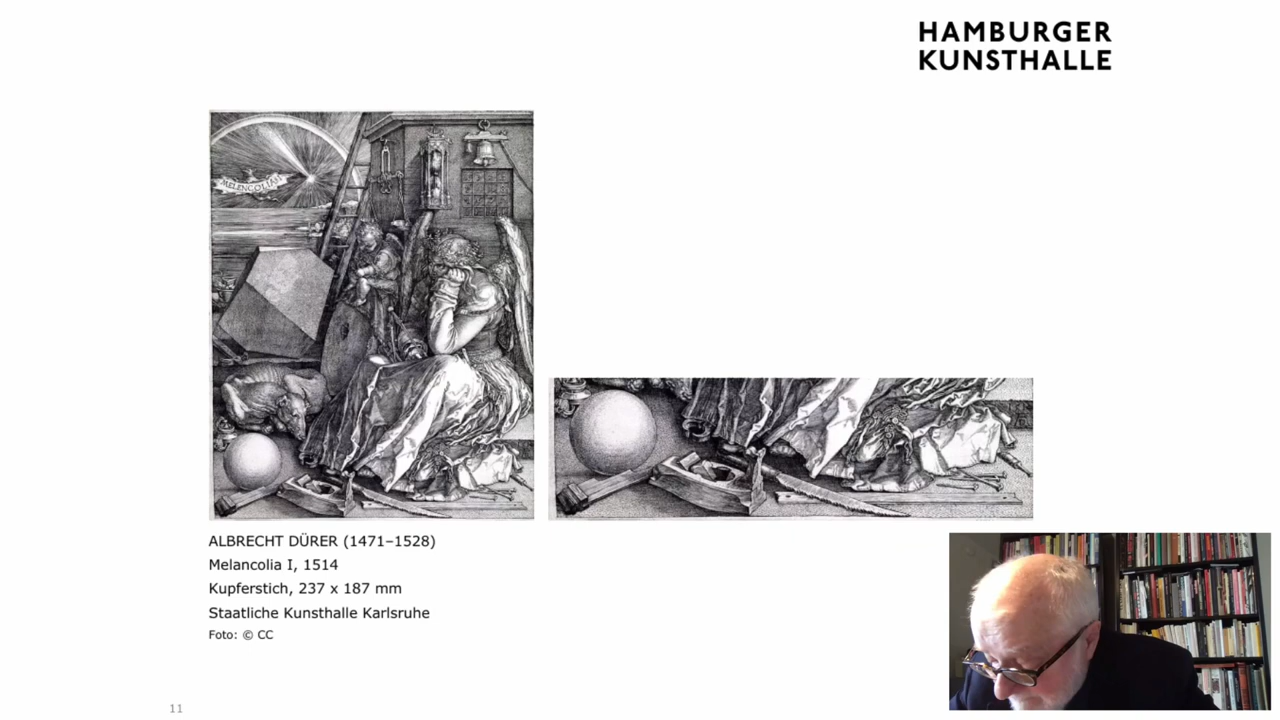 HAMBURGER
KUNSTHALLE
MELENCOLIA I
ALBRECHT DÜRER (1471–1528)
Melancolia I, 1514
Kupferstich, 237 x 187 mm
Staatliche Kunsthalle Karlsruhe
Foto: © CC
11